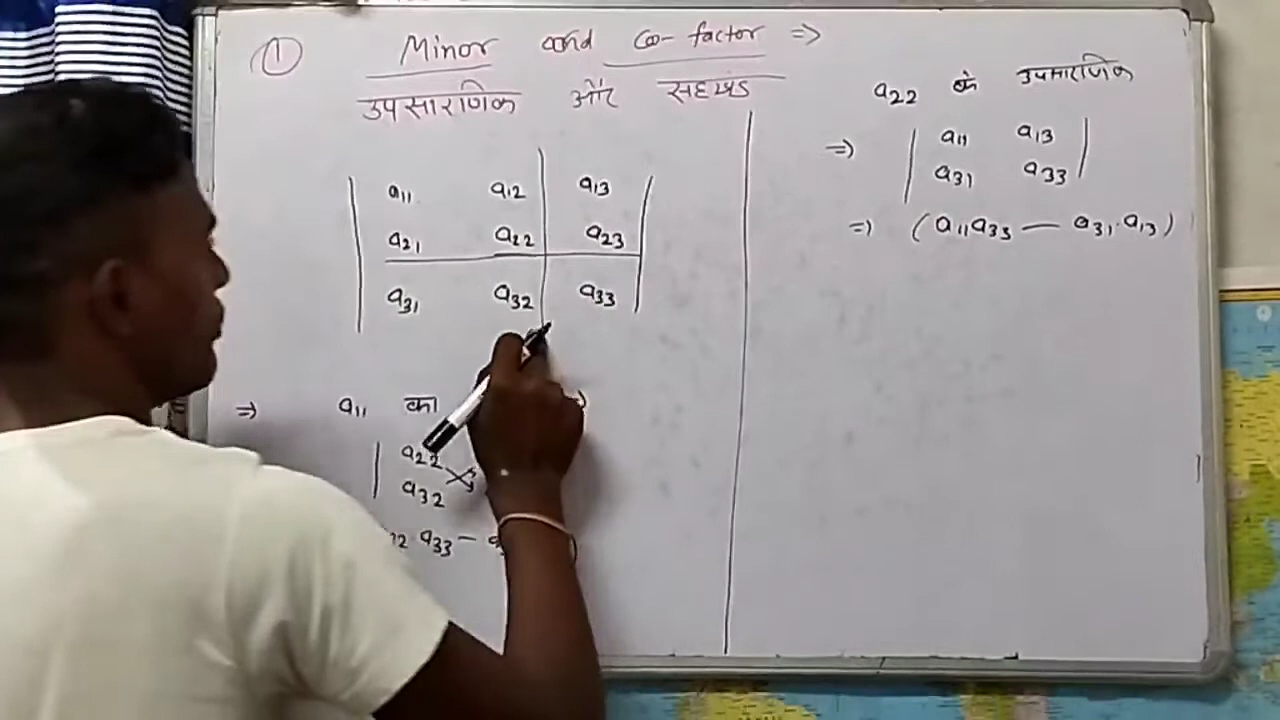 ① Minor and co-factor ⇒
उपसारणिक और सहखंड
a11 a12 a13
a21 a22 a23
a31 a32 a33
⇒ a11 का
a22
a32
a33 –
a22 के उपसारणिक
⇒ | a11 a13 |
| a31 a33 |
⇒ (a11a33 — a31.a13)